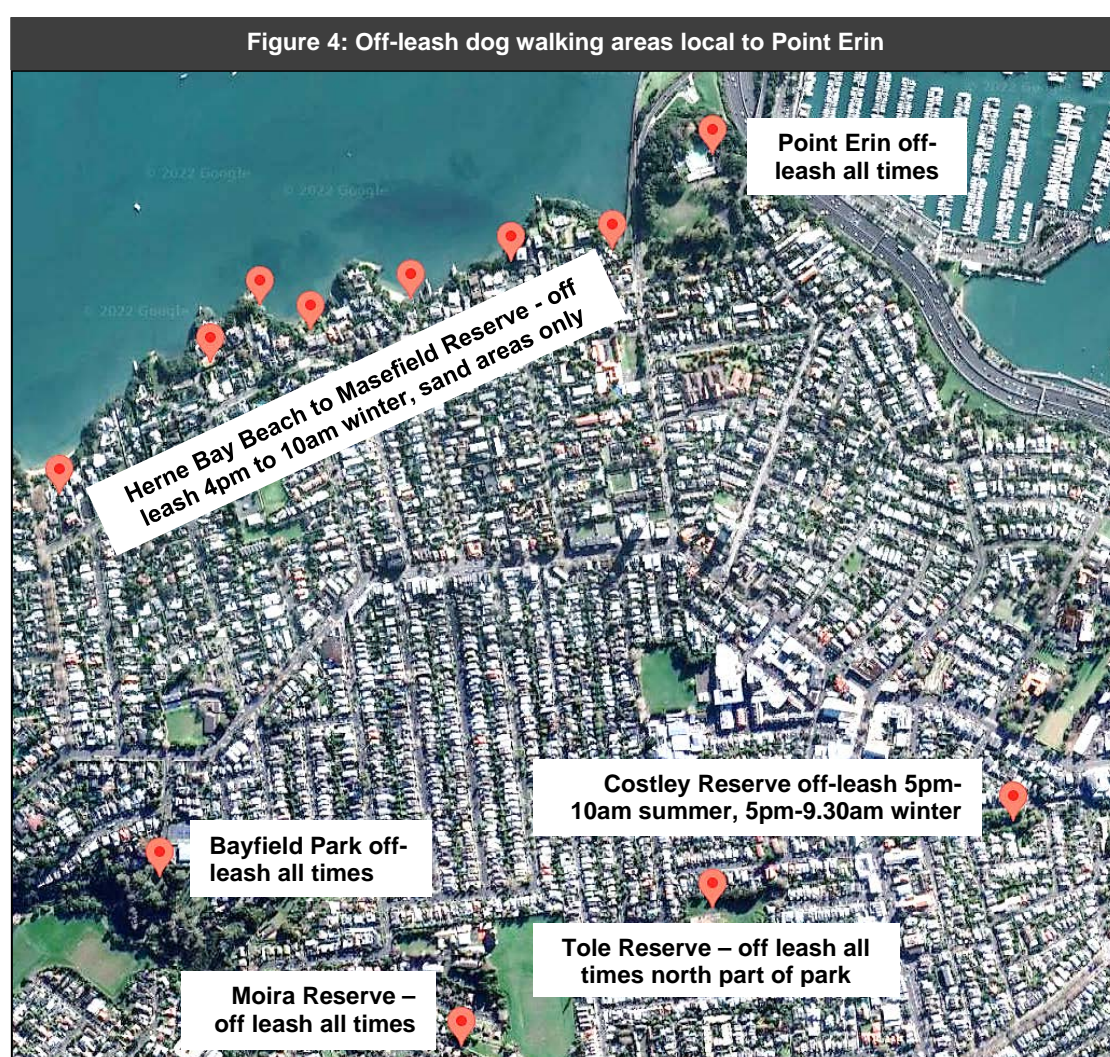 Figure 4: Off-leash dog walking areas local to Point Erin
Point Erin off-
leash all times
© 2022 Google
© 2022 Google
© 2022 Google
Herne Bay Beach to Masefield Reserve - off
leash 4pm to 10am winter, sand areas only
Costley Reserve off-leash 5pm-
10am summer, 5pm-9.30am winter
Bayfield Park off-
leash all times
Tole Reserve – off leash all
times north part of park
Moira Reserve –
off leash all times